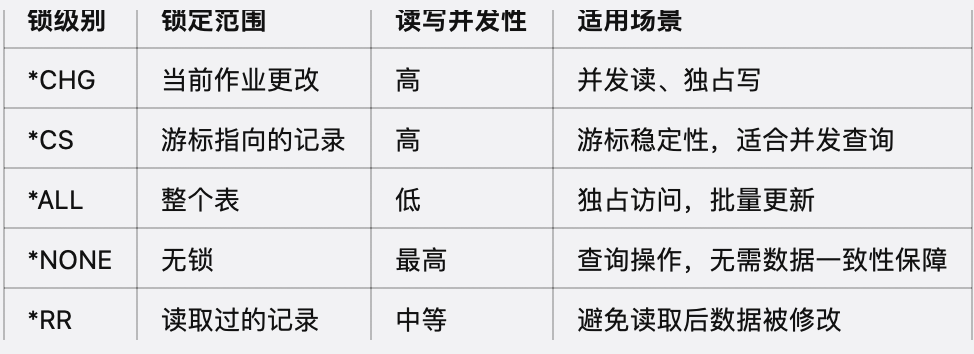 锁级别 锁定范围 读写并发性 适用场景
*CHG 当前作业更改 高 并发读、独占写
*CS 游标指向的记录 高 游标稳定性，适合并发查询
*ALL 整个表 低 独占访问，批量更新
*NONE 无锁 最高 查询操作，无需数据一致性保障
*RR 读取过的记录 中等 避免读取后数据被修改